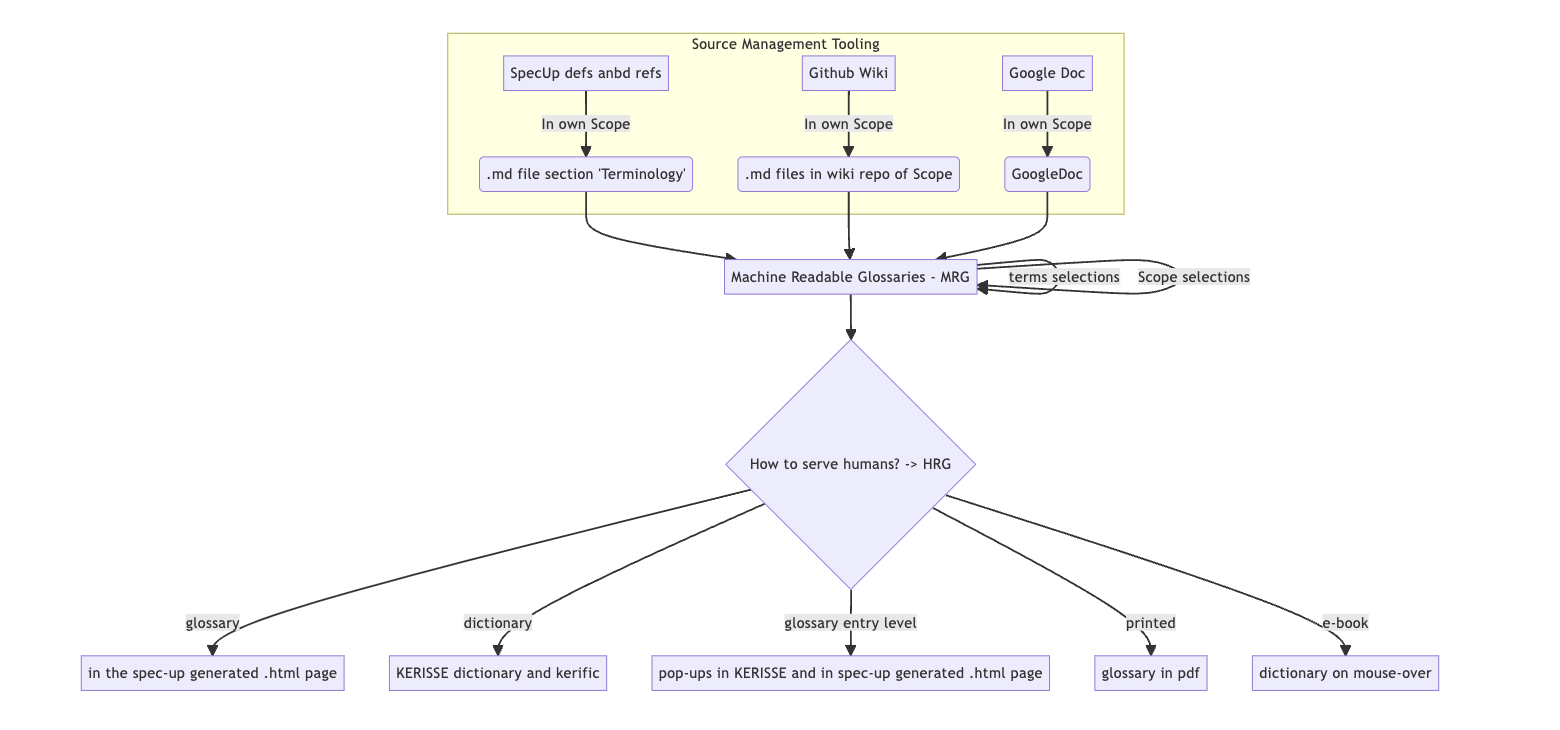 Source Management Tooling
SpecUp defs anbd refs
Github Wiki
Google Doc
In own Scope
In own Scope
In own Scope
.md file section 'Terminology'
.md files in wiki repo of Scope
GoogleDoc
Machine Readable Glossaries - MRG
terms selections
Scope selections
How to serve humans? -> HRG
glossary
dictionary
glossary entry level
printed
e-book
in the spec-up generated .html page
KERISSE dictionary and kerific
pop-ups in KERISSE and in spec-up generated .html page
glossary in pdf
dictionary on mouse-over